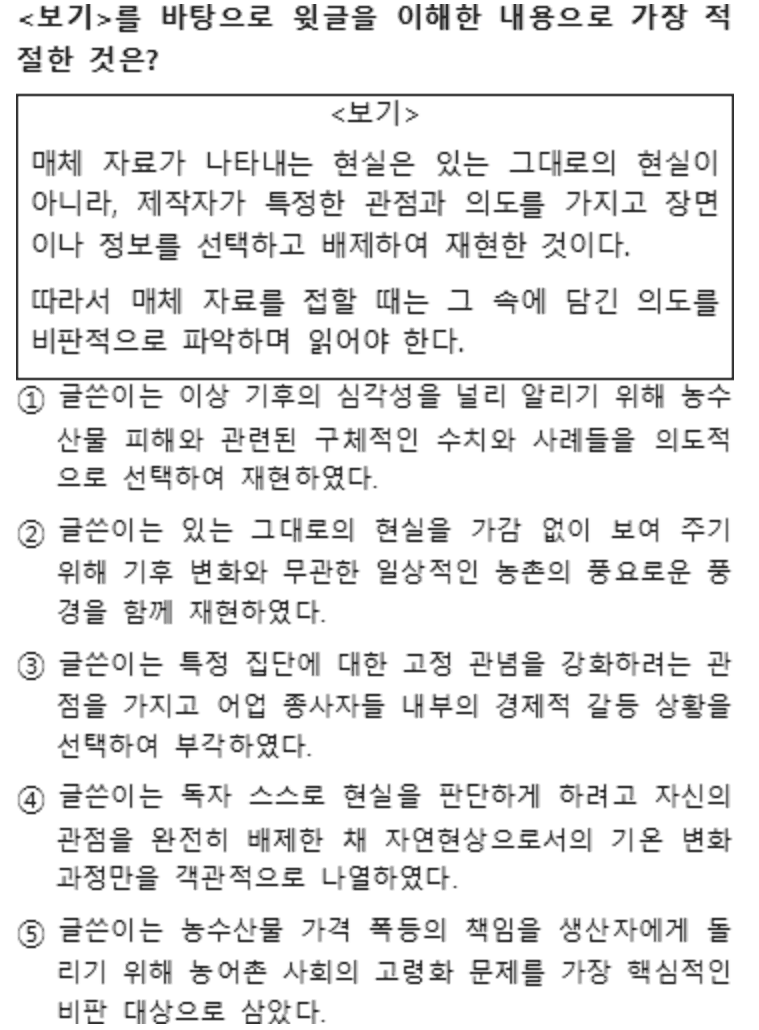 <보기>를 바탕으로 윗글을 이해한 내용으로 가장 적
절한 것은?
<보기>
매체 자료가 나타내는 현실은 있는 그대로의 현실이
아니라, 제작자가 특정한 관점과 의도를 가지고 장면
이나 정보를 선택하고 배제하여 재현한 것이다.
따라서 매체 자료를 접할 때는 그 속에 담긴 의도를
비판적으로 파악하며 읽어야 한다.
① 글쓴이는 이상 기후의 심각성을 널리 알리기 위해 농수
산물 피해와 관련된 구체적인 수치와 사례들을 의도적
으로 선택하여 재현하였다.
② 글쓴이는 있는 그대로의 현실을 가감 없이 보여 주기
위해 기후 변화와 무관한 일상적인 농촌의 풍요로운 풍
경을 함께 재현하였다.
③ 글쓴이는 특정 집단에 대한 고정 관념을 강화하려는 관
점을 가지고 어업 종사자들 내부의 경제적 갈등 상황을
선택하여 부각하였다.
④ 글쓴이는 독자 스스로 현실을 판단하게 하려고 자신의
관점을 완전히 배제한 채 자연현상으로서의 기온 변화
과정만을 객관적으로 나열하였다.
⑤ 글쓴이는 농수산물 가격 폭등의 책임을 생산자에게 돌
리기 위해 농어촌 사회의 고령화 문제를 가장 핵심적인
비판 대상으로 삼았다.